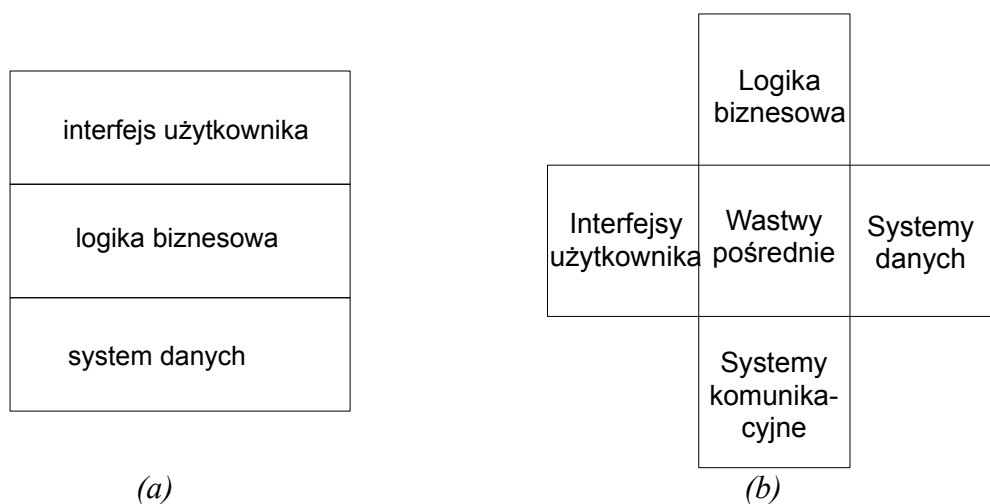 interfejs użytkownika
logika biznesowa
system danych
(a)
Logika
biznesowa
Interfejsy
użytkownika
Wastwy
pośrednie
Systemy
danych
Systemy
komunika-
cyjne
(b)